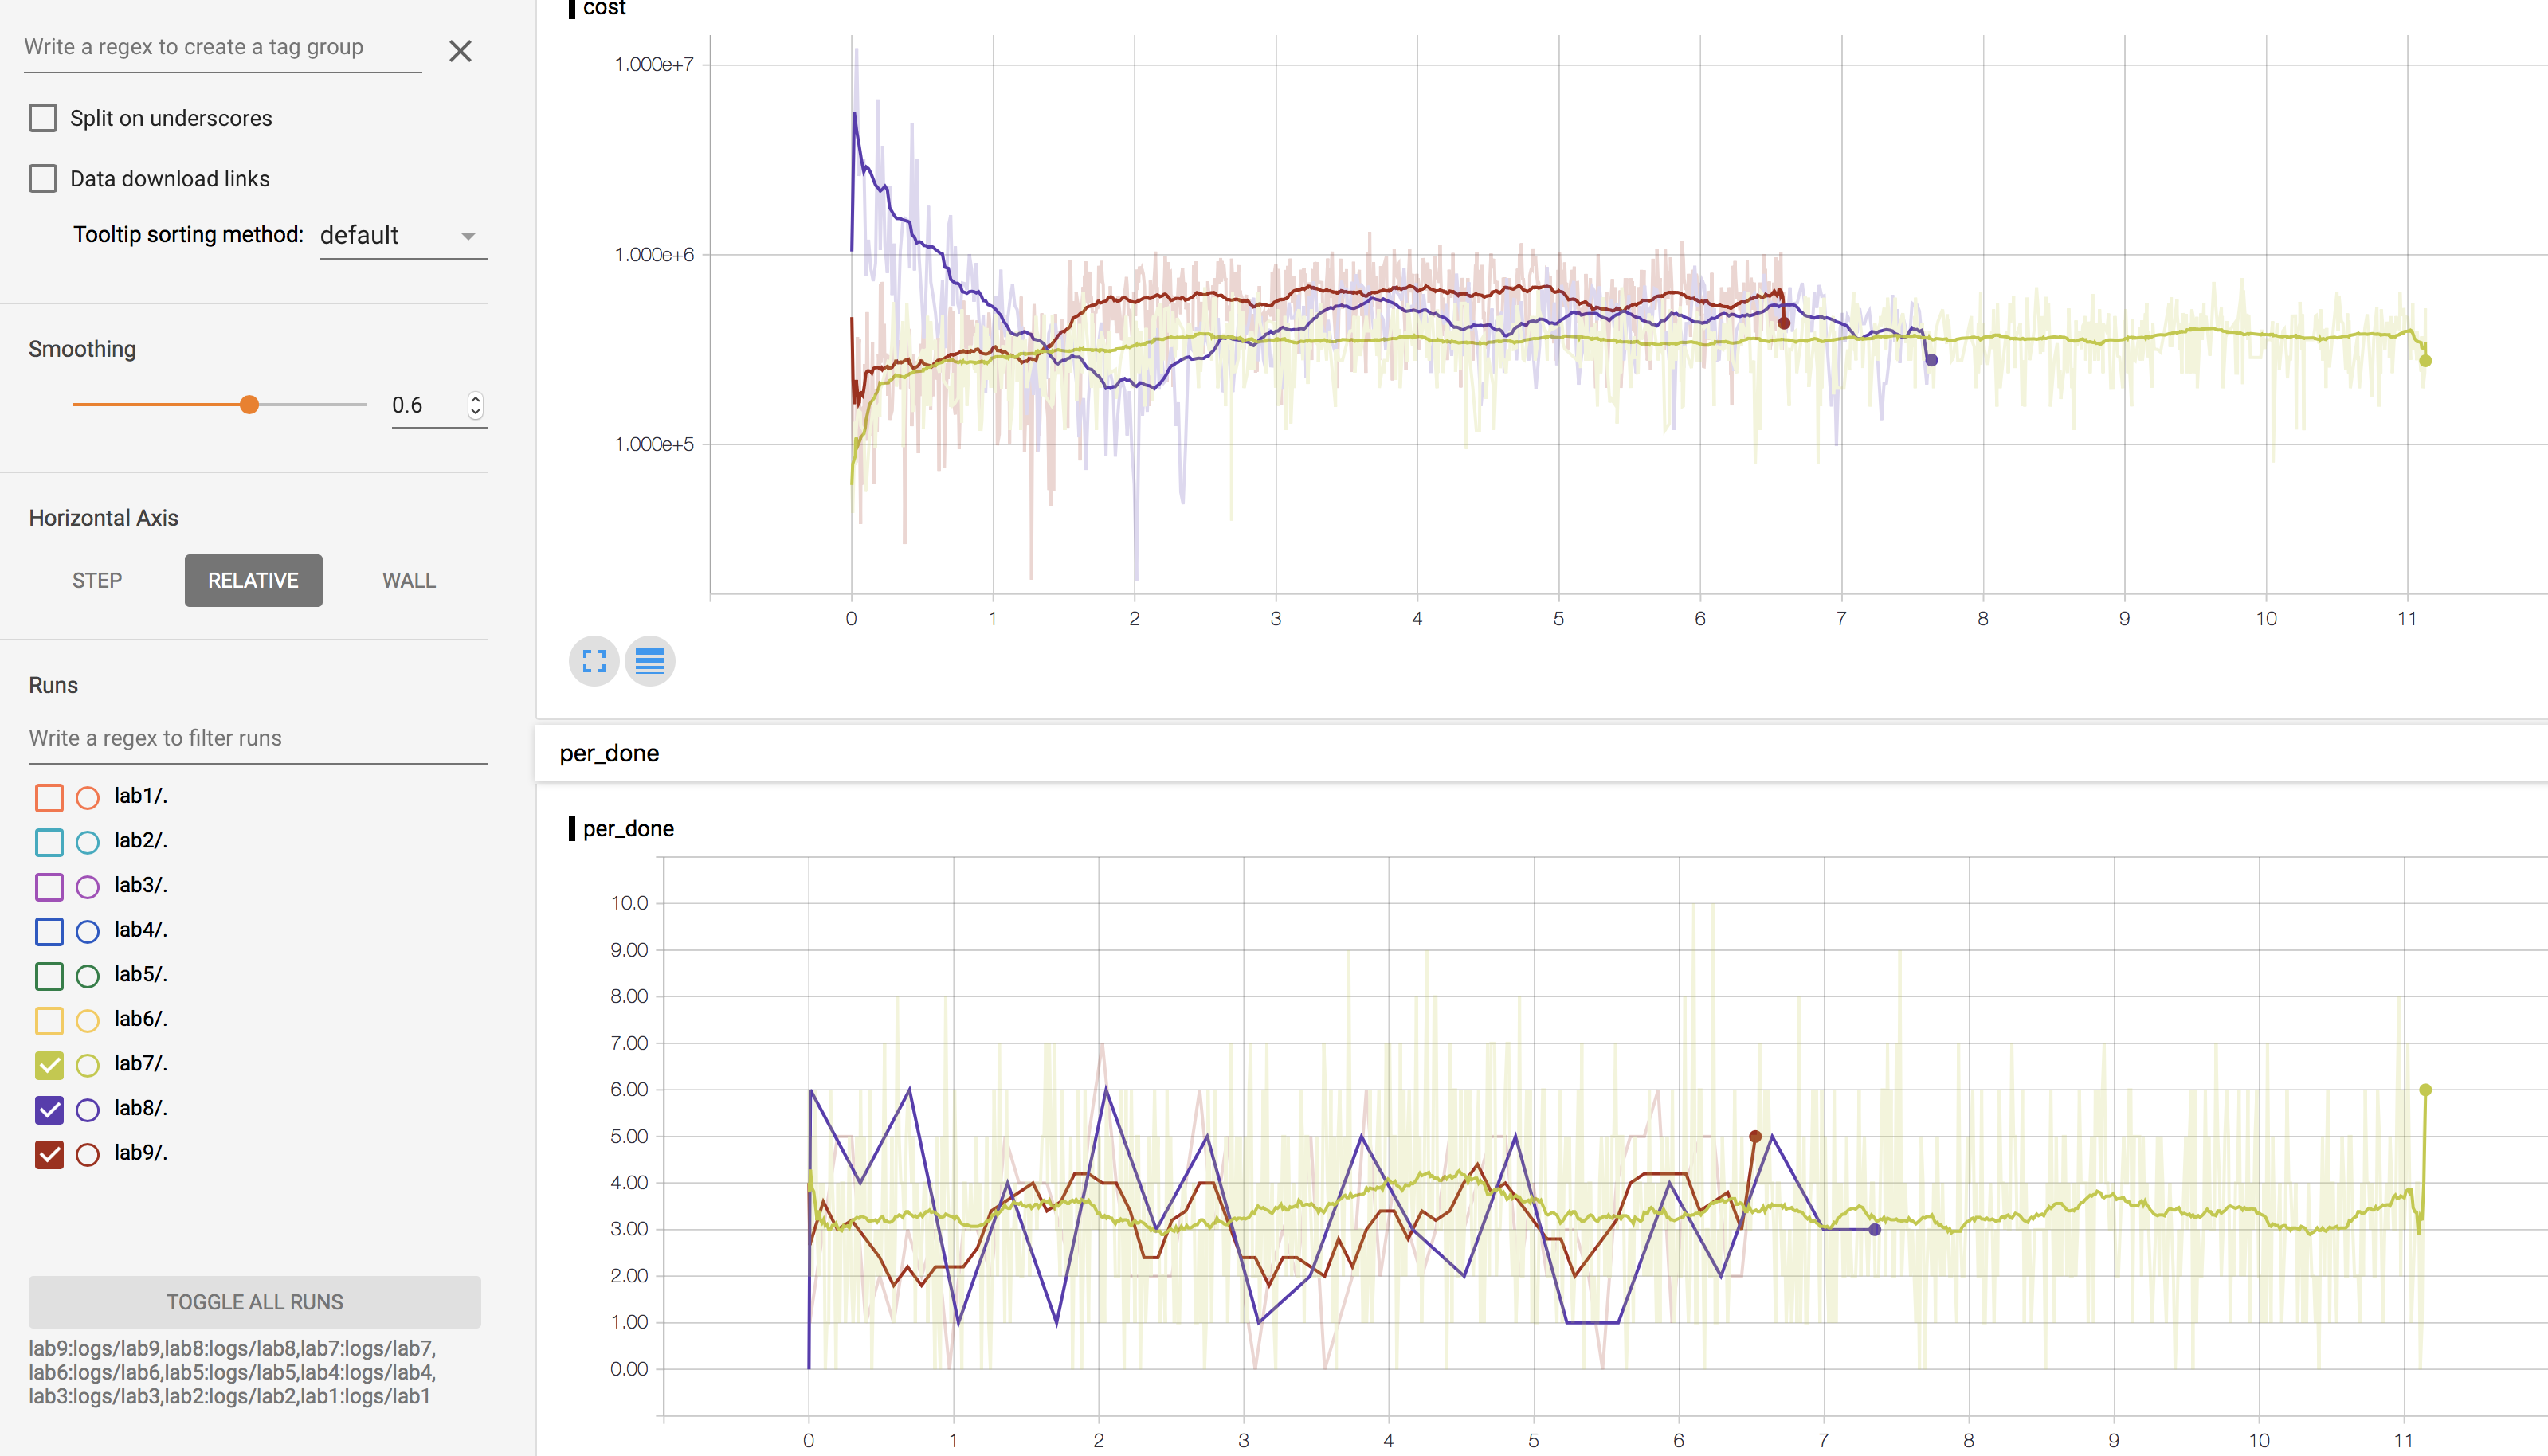 Write a regex to create a tag group
Split on underscores
Data download links
Tooltip sorting method: default
Smoothing
0.6
Horizontal Axis
STEP RELATIVE WALL
Runs
Write a regex to filter runs
lab1/.
lab2/.
lab3/.
lab4/.
lab5/.
lab6/.
lab7/.
lab8/.
lab9/.
TOGGLE ALL RUNS
lab9:logs/lab9,lab8:logs/lab8,lab7:logs/lab7,
lab6:logs/lab6,lab5:logs/lab5,lab4:logs/lab4,
lab3:logs/lab3,lab2:logs/lab2,lab1:logs/lab1
cost
1.000e+7
1.000e+6
1.000e+5
0 1 2 3 4 5 6 7 8 9 10 11
per_done
per_done
10.0
9.00
8.00
7.00
6.00
5.00
4.00
3.00
2.00
1.00
0.00
0 1 2 3 4 5 6 7 8 9 10 11